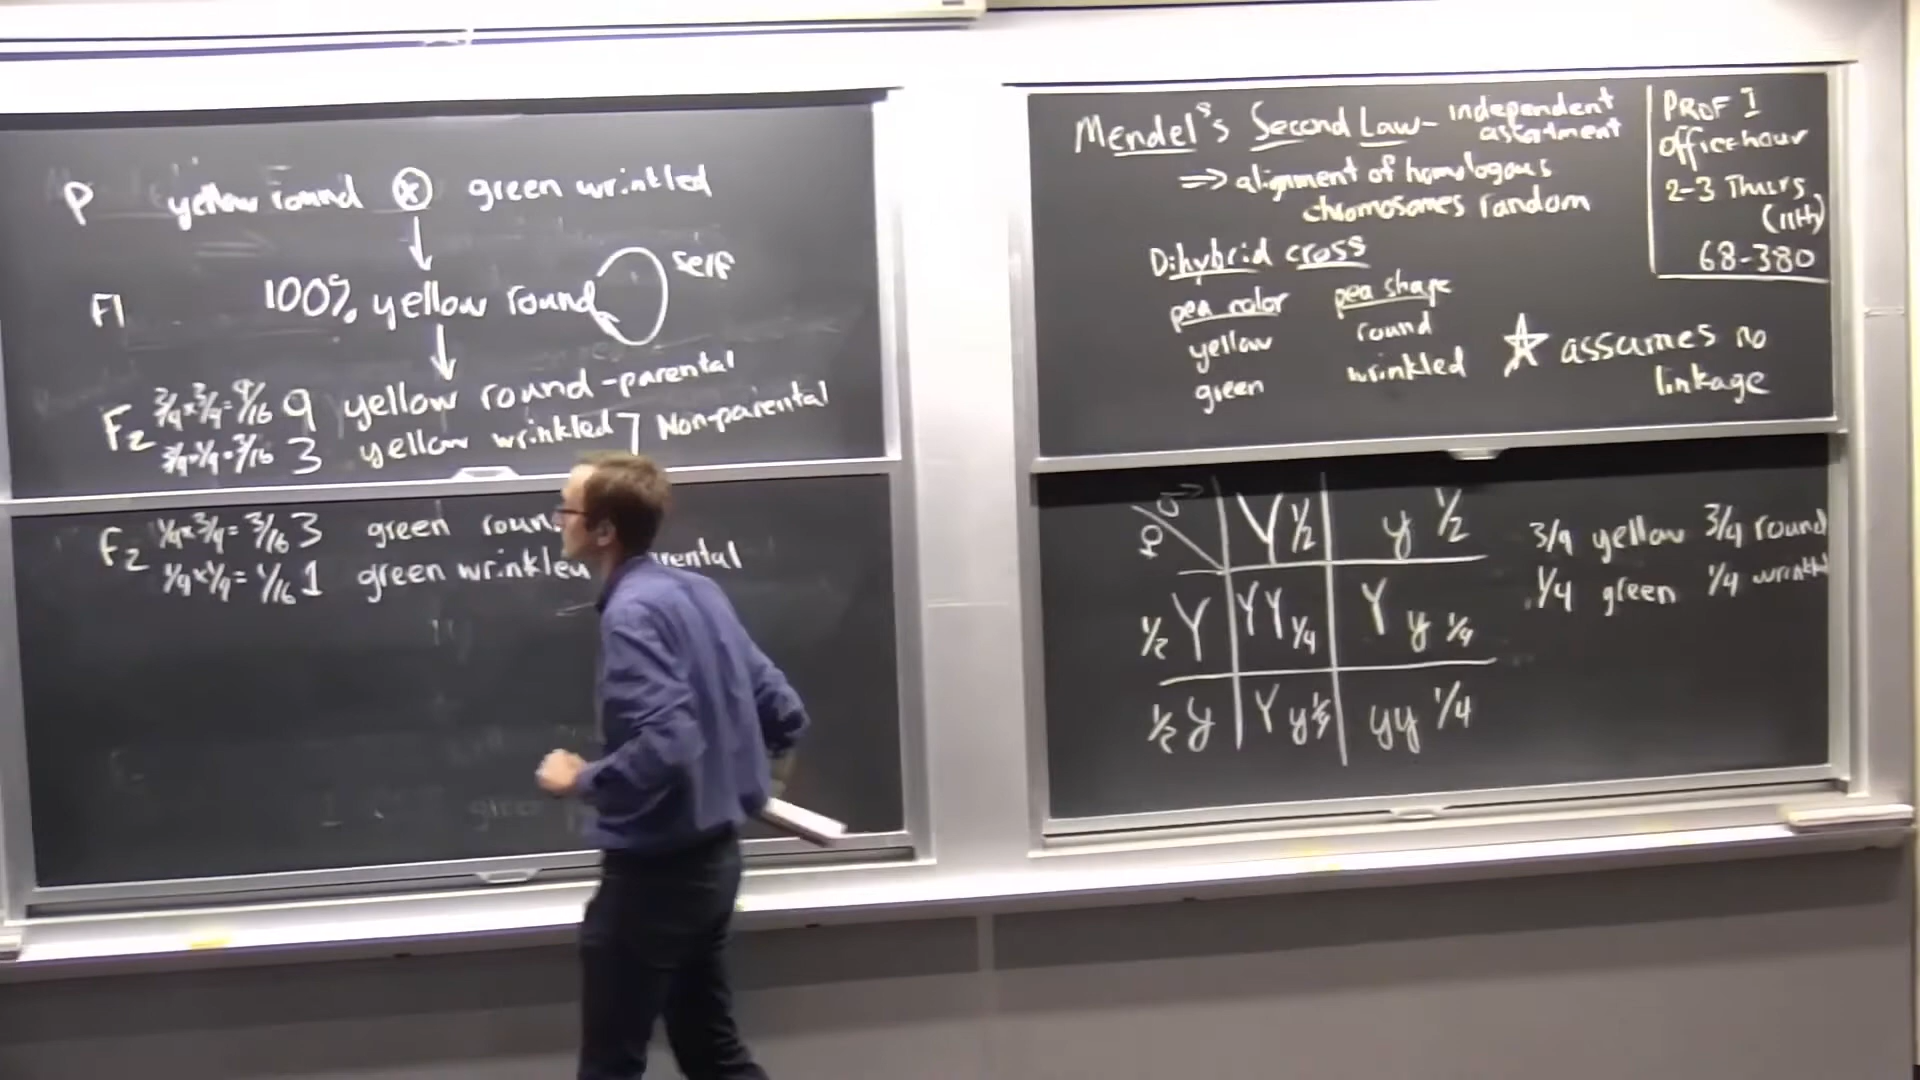 P yellow round ⊗ green wrinkled
F1 100% yellow round self
F2 3/4 x 3/4 = 9/16 9 yellow round - parental
3/4 x 1/4 = 3/16 3 yellow wrinkled ] Non-parental
F2 1/4 x 3/4 = 3/16 3 green roun
1/4 x 1/4 = 1/16 1 green wrinkled rental
Mendel's Second Law - independent
assortment
=> alignment of homologous
chromosomes random
Dihybrid cross
pea color pea shape
yellow round
green wrinkled
☆ assumes no
linkage
PROF I
office hour
2-3 Thurs
(11th)
68-380
♀ ♂ Y 1/2 y 1/2
1/2 Y YY 1/4 Yy 1/4
1/2 y Yy 1/4 yy 1/4
3/4 yellow 3/4 round
1/4 green 1/4 wrinkled